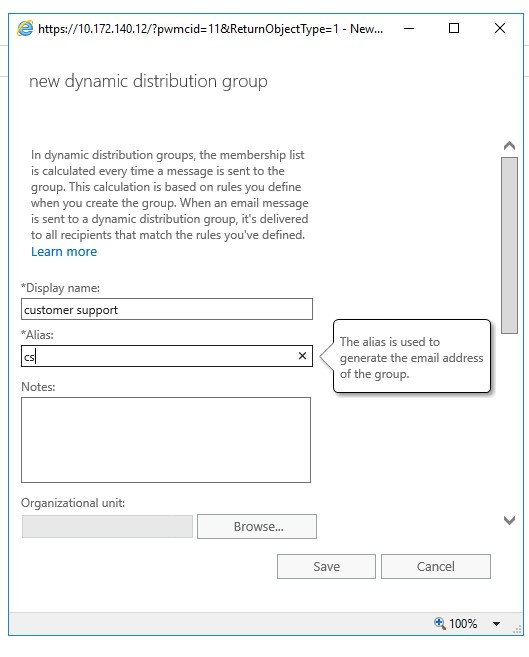 https://10.172.140.12/?pwmcid=11&ReturnObjectType=1 - New...
new dynamic distribution group
In dynamic distribution groups, the membership list
is calculated every time a message is sent to the
group. This calculation is based on rules you define
when you create the group. When an email message
is sent to a dynamic distribution group, it's delivered
to all recipients that match the rules you've defined.
Learn more
*Display name:
customer support
*Alias:
cs
The alias is used to
generate the email address
of the group.
Notes:
Organizational unit:
Browse...
Save
Cancel
100%